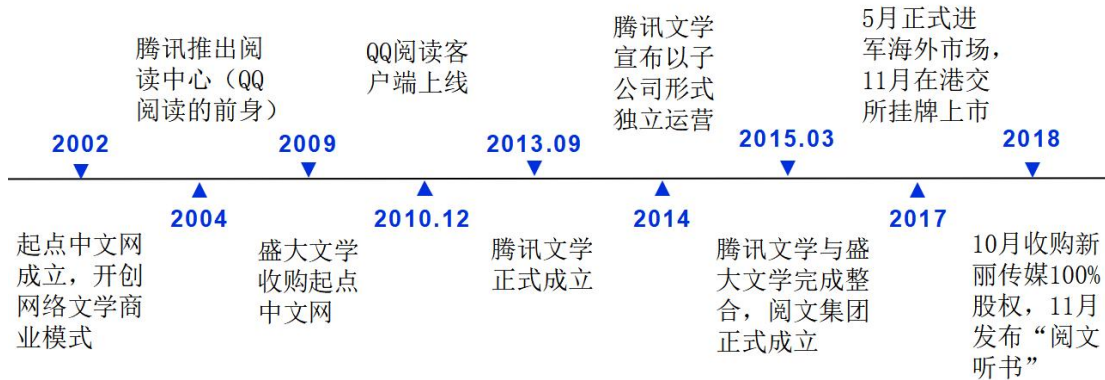 腾讯推出阅
读中心（QQ
阅读的前身）
QQ阅读客
户端上线
腾讯文学
宣布以子
公司形式
独立运营
5月正式进
军海外市场，
11月在港交
所挂牌上市
2002
2009
2013.09
2015.03
2018
2004
2010.12
2014
2017
起点中文网
成立，开创
网络文学商
业模式
盛大文学
收购起点
中文网
腾讯文学
正式成立
腾讯文学与盛
大文学完成整
合，阅文集团
正式成立
10月收购新
丽传媒100%
股权，11月
发布“阅文
听书”